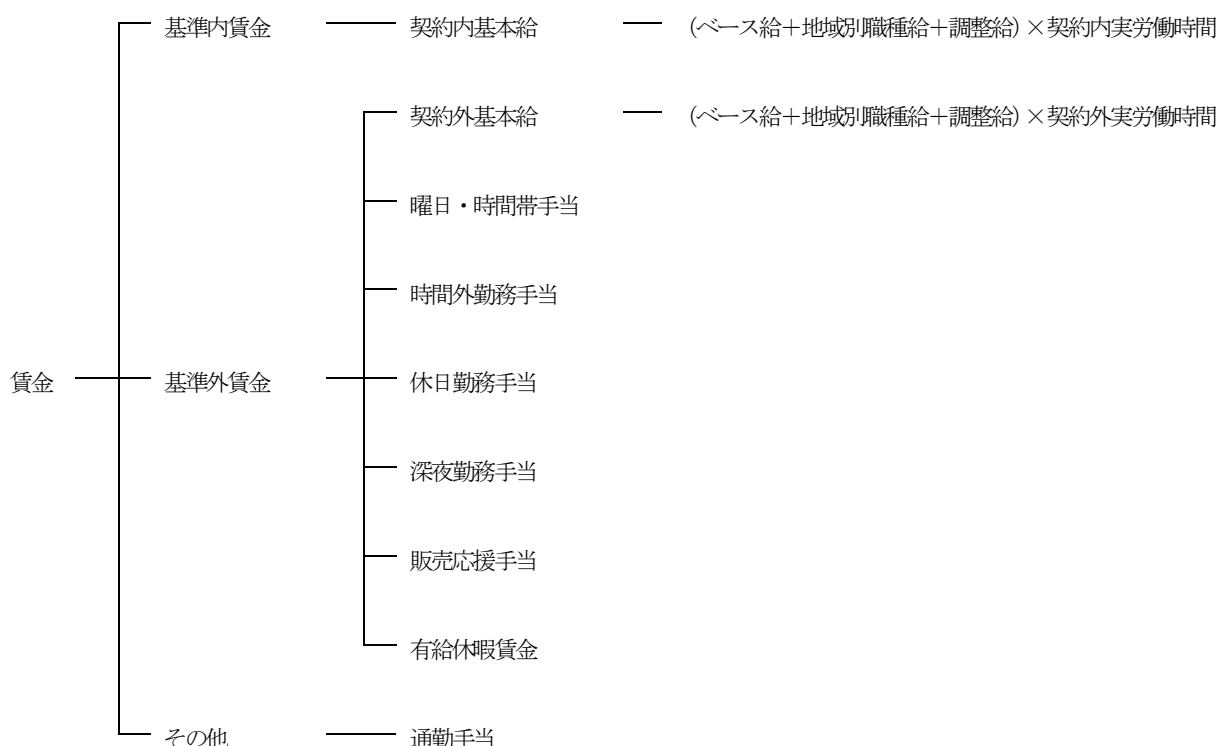 基準内賃金 契約内基本給 (ベース給+地域別職種給+調整給)×契約内実労働時間
契約外基本給 (ベース給+地域別職種給+調整給)×契約外実労働時間
曜日・時間帯手当
時間外勤務手当
賃金 基準外賃金 休日勤務手当
深夜勤務手当
販売応援手当
有給休暇賃金
その他 通勤手当